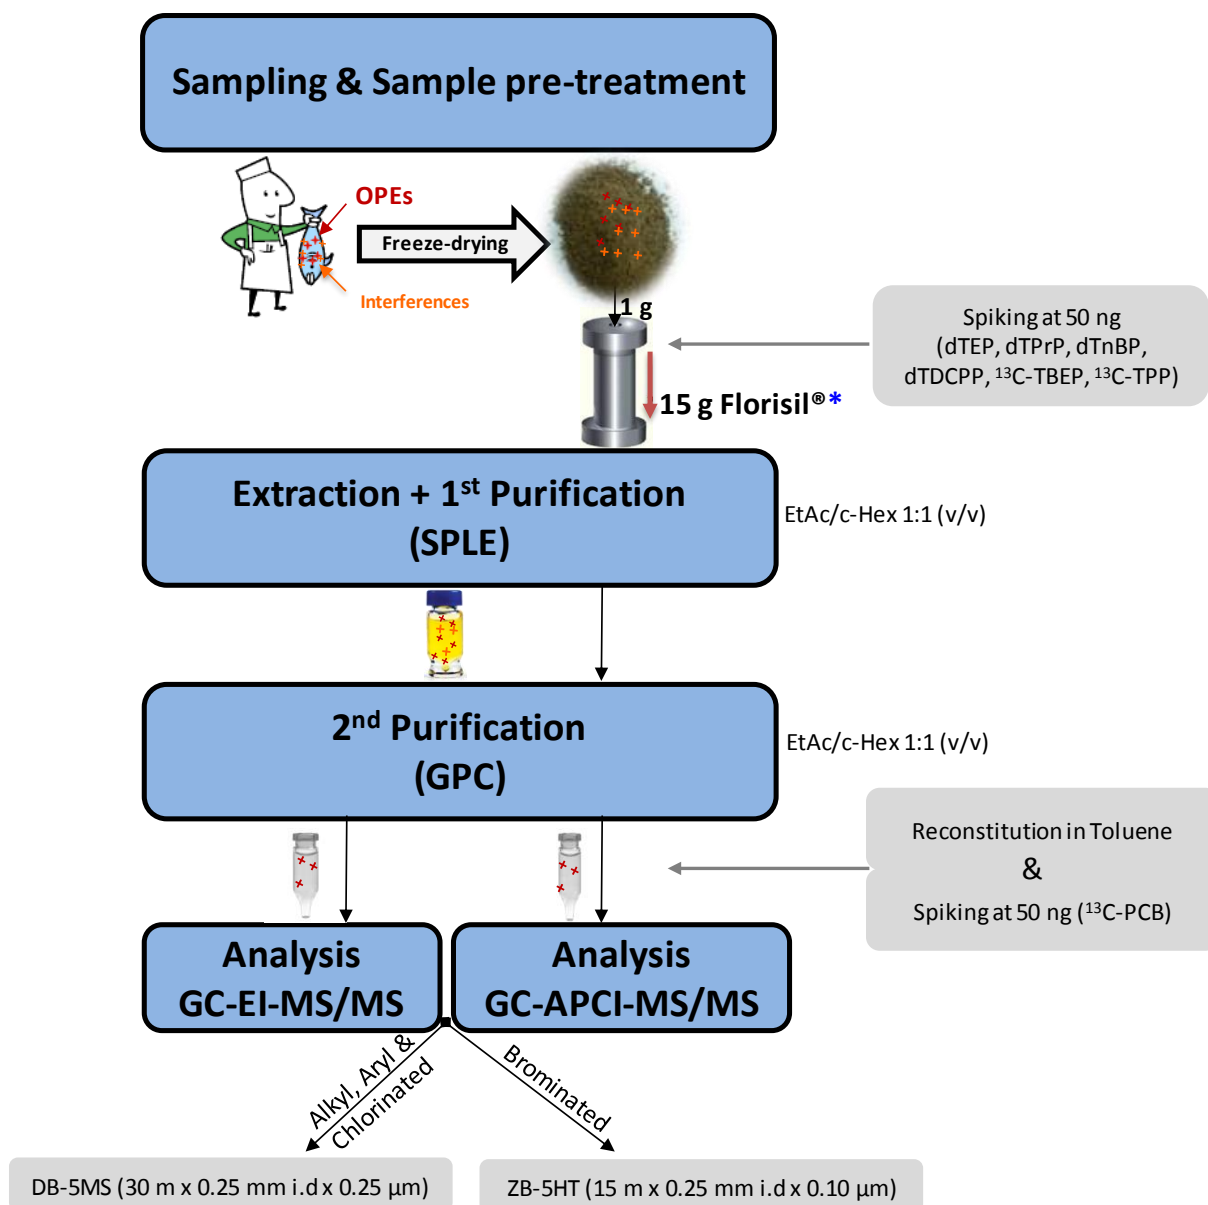 Sampling & Sample pre-treatment
OPEs
Freeze-drying
Interferences
1 g
Spiking at 50 ng
(dTEP, dTPrP, dTnBP,
dTDCPP, ¹³C-TBEP, ¹³C-TPP)
15 g Florisil®*
Extraction + 1st Purification
(SPLE)
EtAc/c-Hex 1:1 (v/v)
2nd Purification
(GPC)
EtAc/c-Hex 1:1 (v/v)
Reconstitution in Toluene
&
Spiking at 50 ng (¹³C-PCB)
Analysis
GC-EI-MS/MS
Analysis
GC-APCI-MS/MS
Alkyl, Aryl &
Chlorinated
Brominated
DB-5MS (30 m x 0.25 mm i.d x 0.25 µm)
ZB-5HT (15 m x 0.25 mm i.d x 0.10 µm)